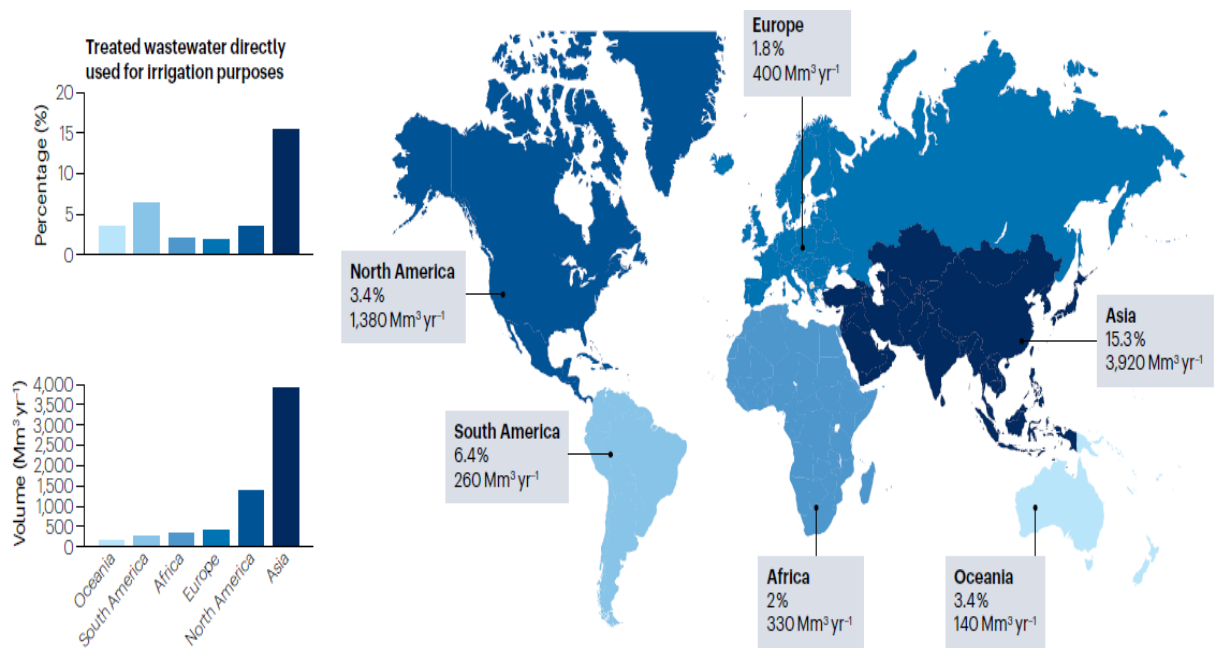 Treated wastewater directly
used for irrigation purposes
Percentage (%)
20
15
10
5
0
Volume (Mm³ yr⁻¹)
4,000
3,500
3,000
2,500
2,000
1,500
1,000
500
0
Oceania
South America
Africa
Europe
North America
Asia
Europe
1.8%
400 Mm³ yr⁻¹
North America
3.4%
1,380 Mm³ yr⁻¹
Asia
15.3%
3,920 Mm³ yr⁻¹
South America
6.4%
260 Mm³ yr⁻¹
Africa
2%
330 Mm³ yr⁻¹
Oceania
3.4%
140 Mm³ yr⁻¹